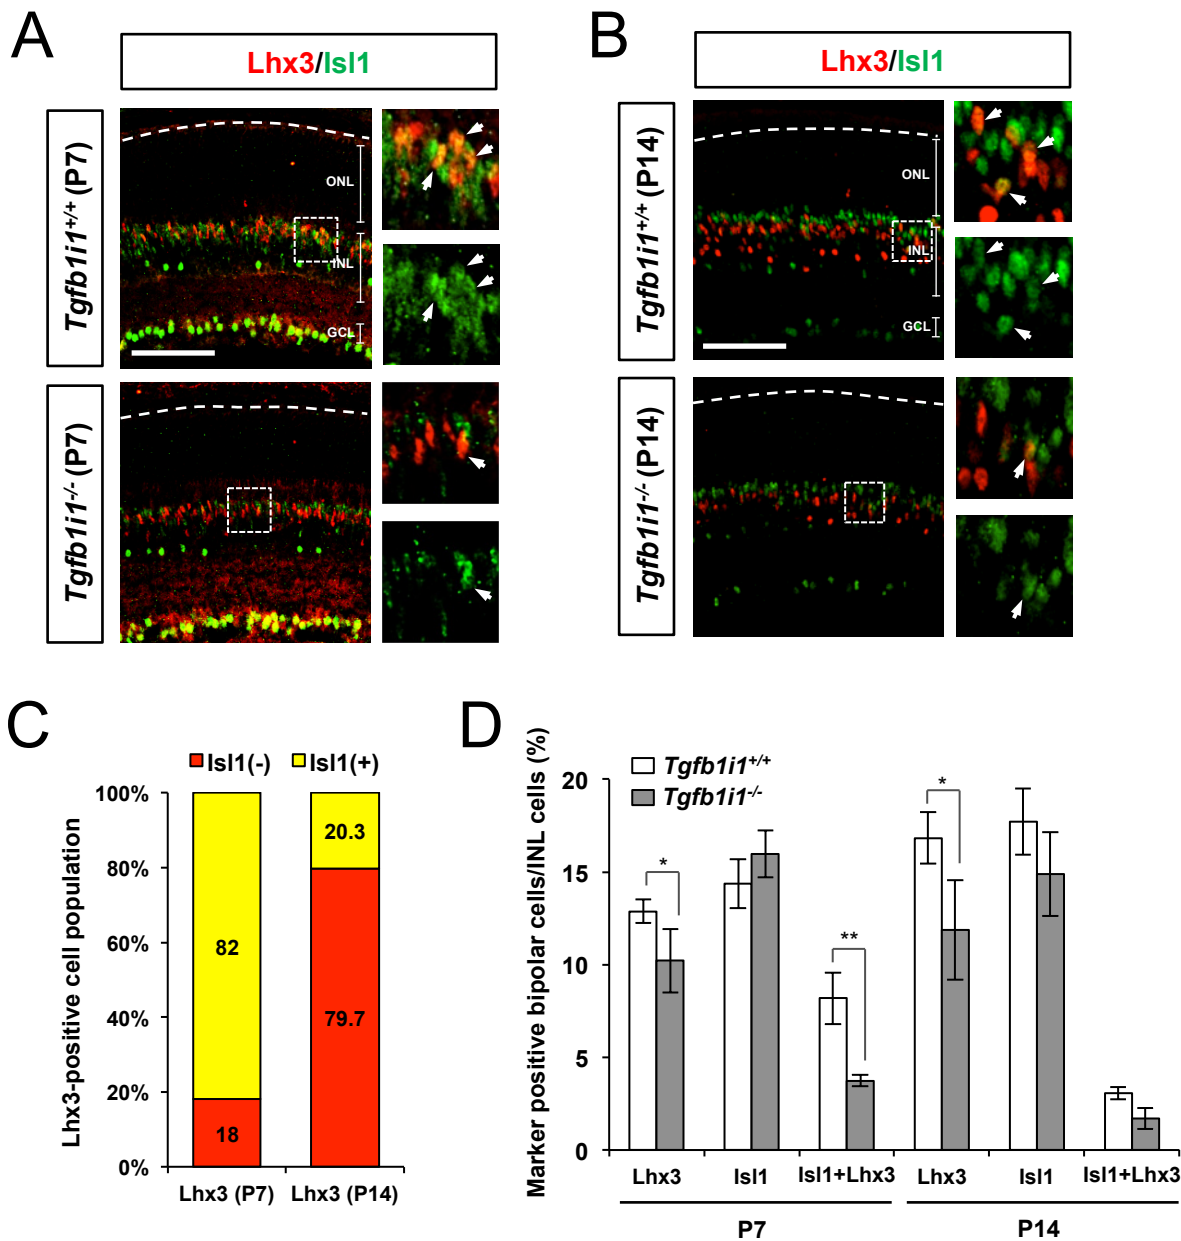 A
Lhx3/Isl1
Tgfb1i1+/+ (P7)
ONL
INL
GCL
Tgfb1i1-/- (P7)
B
Lhx3/Isl1
Tgfb1i1+/+ (P14)
ONL
INL
GCL
Tgfb1i1-/- (P14)
C
Isl1(-) Isl1(+)
Lhx3-positive cell population
100%
80%
60%
40%
20%
0%
82
18
20.3
79.7
Lhx3 (P7) Lhx3 (P14)
D
Marker positive bipolar cells/INL cells (%)
Tgfb1i1+/+
Tgfb1i1-/-
20
15
10
5
0
*
**
*
Lhx3 Isl1 Isl1+Lhx3 Lhx3 Isl1 Isl1+Lhx3
P7 P14